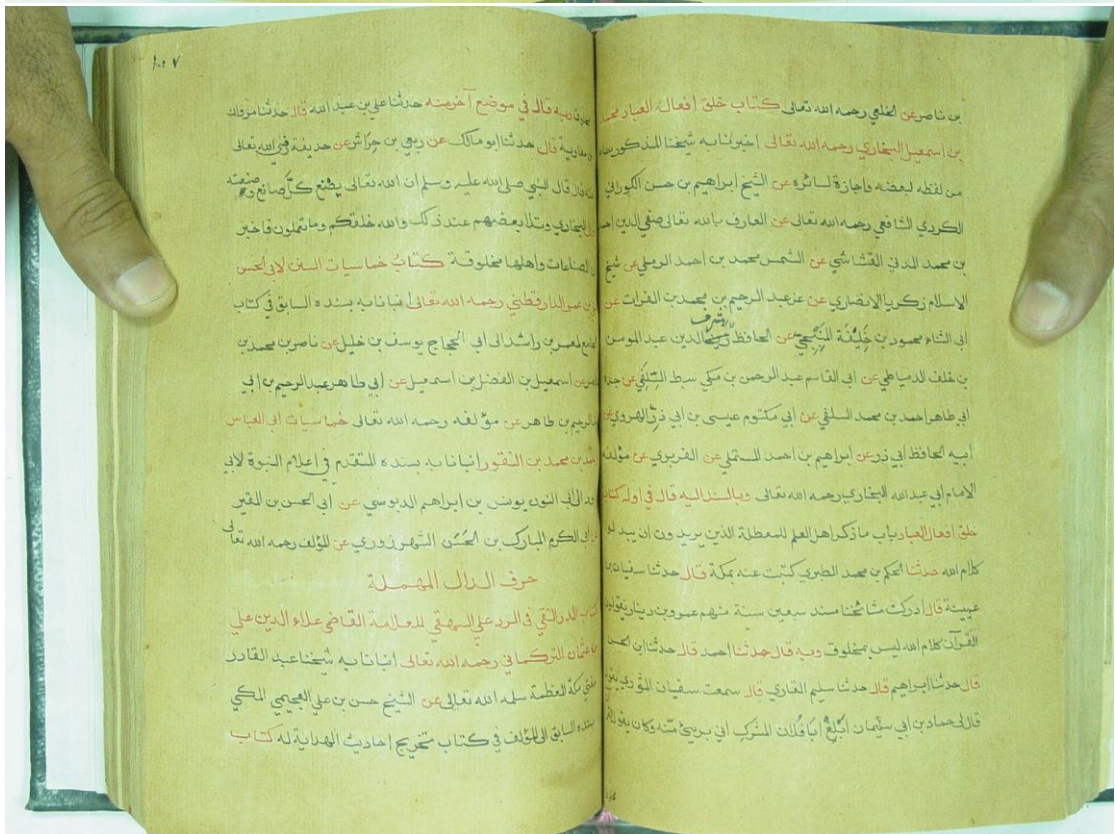 بن ناصر عن الخلعي رحمه الله تعالى كتاب خلق افعال العباد لمحمد
بن اسمعيل البخاري رحمه الله تعالى اخبرنا به شيخنا المذكور سماعا
من لفظه لبعضه واجازة لسائره عن الشيخ ابراهيم بن حسن الكوراني
الكردي الشافعي رحمه الله تعالى عن العارف بالله تعالى صفي الدين احمد
بن محمد المدني القشاشي عن الشمس محمد بن احمد الرملي عن شيخ
الاسلام زكريا الانصاري عن عز عبد الرحيم بن محمد بن الفرات عن
ابي الثناء محمود بن خليفة المنبجي عن الحافظ شرف الدين عبد المومن
بن خلف الدمياطي عن ابي القاسم عبد الرحمن بن مكي سبط السلفي عن جده
ابي طاهر احمد بن محمد السلفي عن ابي مكتوم عيسى بن ابي ذر الهروي عن
ابيه الحافظ ابي ذر عن ابراهيم بن احمد المستملي عن الفربري عن مؤلفه
الامام ابي عبد الله البخاري رحمه الله تعالى وبالسند اليه قال في اوله كتاب
خلق افعال العباد باب ما ذكر اهل العلم للمعطلة الذين يريدون ان يبدلوا
كلام الله حدثنا الحكم بن محمد الطبري كتبت عنه بمكة قال حدثنا سفيان بن
عيينة قال ادركت مشائخنا منذ سبعين سنة منهم عمرو بن دينار يقولون
القرآن كلام الله ليس بمخلوق وبه قال حدثنا احمد قال حدثنا ابن الحسن
قال حدثنا ابراهيم قال حدثنا سليم القاري قال سمعت سفيان الثوري يقول
قال لي حماد بن ابي سليمان ابلغ ابا فلان المشرك اني بريئ منه وكان يقول
١٠٧
وبه قال في موضع آخر منه حدثنا علي بن عبد الله قال حدثنا مروان
بن معاوية قال حدثنا ابو مالك عن ربعي بن حراش عن حذيفة رضي الله تعالى
عنه قال قال النبي صلى الله عليه وسلم ان الله تعالى يصنع كل صانع وصنعته
قال البخاري وتلا بعضهم عند ذلك والله خلقكم وما تعملون فاخبر
ان الصناعات واهلها مخلوقة كتاب خماسيات السنن لابي الحسن
علي بن عمر الدارقطني رحمه الله تعالى انبانا به بسنده السابق في كتاب
الجامع لمعمر بن راشد الى ابي الحجاج يوسف بن خليل عن ناصر بن محمد بن
عن اسمعيل بن الفضل بن اسمعيل عن ابي طاهر عبد الرحيم بن ابي
عبد الرحيم بن طاهر عن مؤلفه رحمه الله تعالى خماسيات ابي العباس
بن محمد بن النقور انبانا به بسنده المتقدم في اعلام النبوة لابي
داود الى ابي النون يونس بن ابراهيم الدبوسي عن ابي الحسن بن المقير
عن ابي الكرم المبارك بن الحسن الشهرزوري عن المؤلف رحمه الله تعالى
حرف الدال المهملة
كتاب الدر النقي في الرد علي البيهقي للعلامة القاضي علاء الدين علي
بن عثمان التركماني رحمه الله تعالى انبانا به شيخنا عبد القادر
مفتي مكة المعظمة سلمه الله تعالى عن الشيخ حسن بن علي العجيمي المكي
بسنده السابق الى المؤلف في كتاب تخريج احاديث الهداية له كتاب